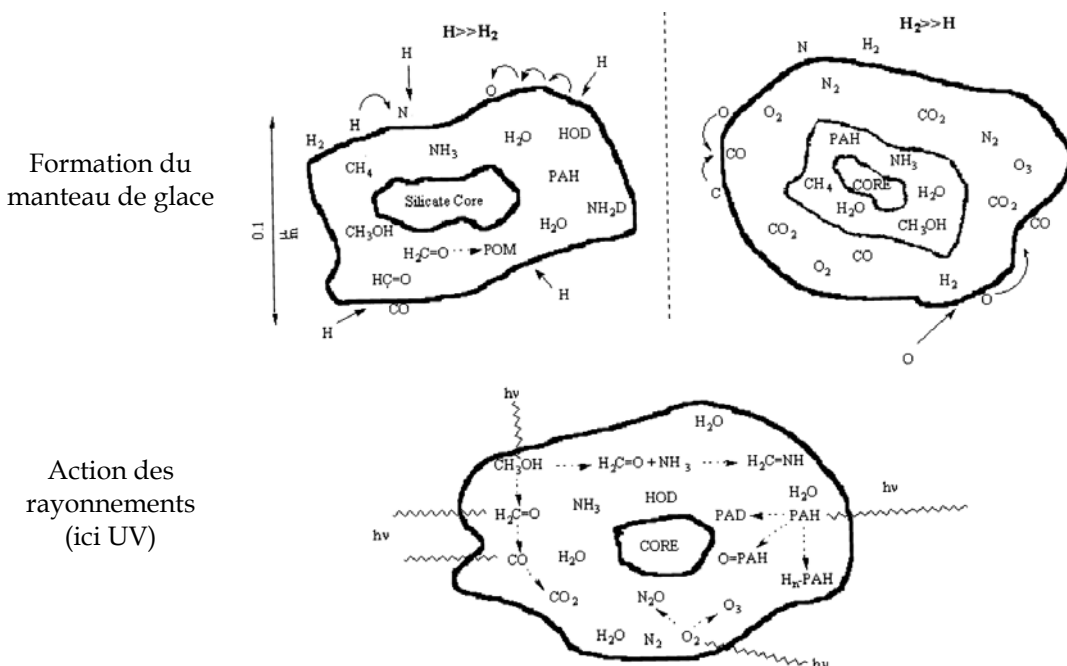 Formation du
manteau de glace
H>>H₂
H
N
H
H₂
O
H
0.1
μm
CH₄
NH₃
H₂O
HOD
Silicate Core
PAH
NH₂D
CH₃OH
H₂O
H₂C=O
POM
HC=O
CO
H
H
H₂>>H
N
H₂
N₂
O
O₂
CO₂
CO
PAH
NH₃
N₂
O₃
C
CH₄
CORE
H₂O
H₂O
CH₃OH
CO₂
CO
CO₂
CO
O₂
H₂
O
O
Action des
rayonnements
(ici UV)
hν
H₂O
CH₃OH
H₂C=O + NH₃
H₂C=NH
H₂O
hν
NH₃
HOD
H₂C=O
PAD
PAH
hν
CO
H₂O
CORE
O=PAH
Hₙ-PAH
CO₂
N₂O
O₃
H₂O
N₂
O₂
hν